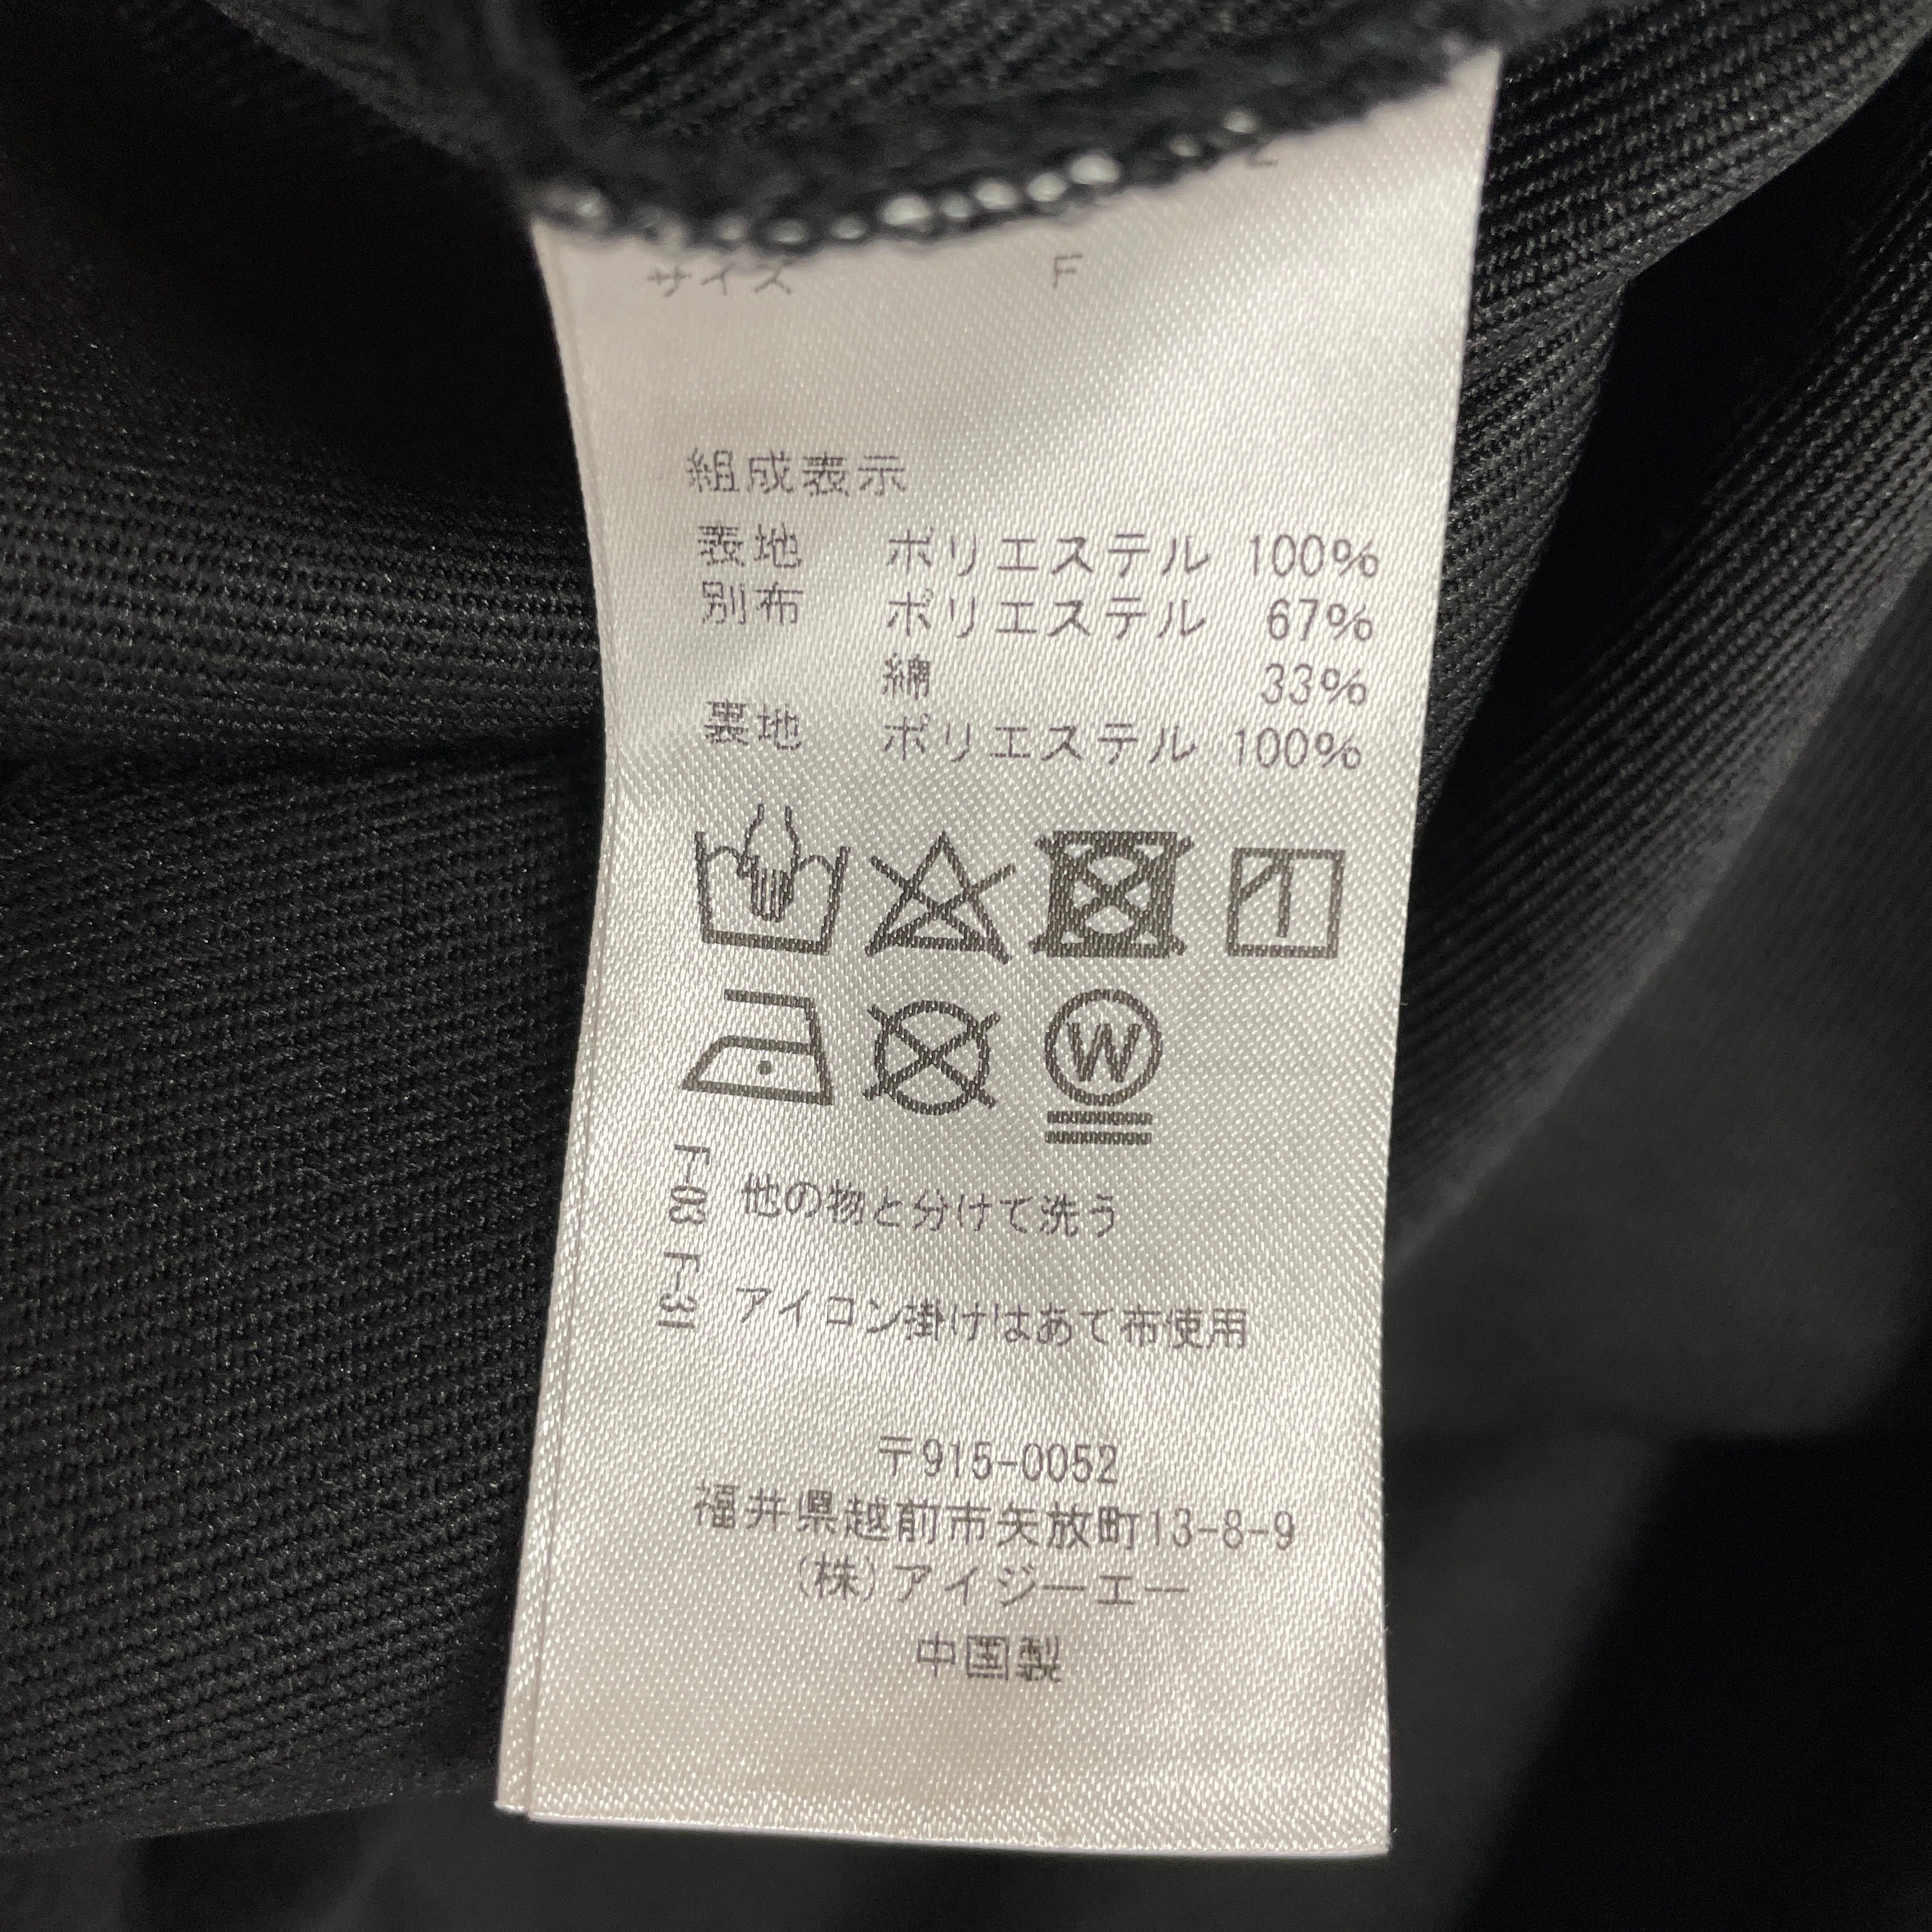 サイズ F
組成表示
表地 ポリエステル 100%
別布 ポリエステル 67%
綿 33%
裏地 ポリエステル 100%
W
F-03 他の物と分けて洗う
F-31 アイコン掛けはあて布使用
〒915-0052
福井県越前市矢放町13-8-9
(株)アイジーエー
中国製